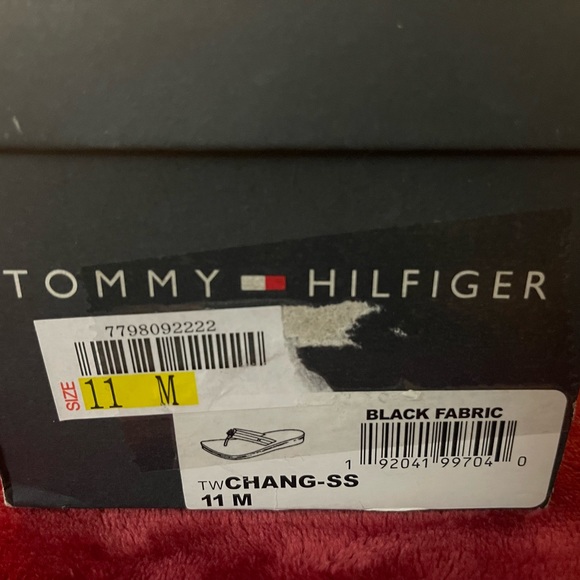 TOMMY HILFIGER
7798092222
SIZE 11 M
BLACK FABRIC
1 92041 99704 0
TWCHANG-SS
11 M